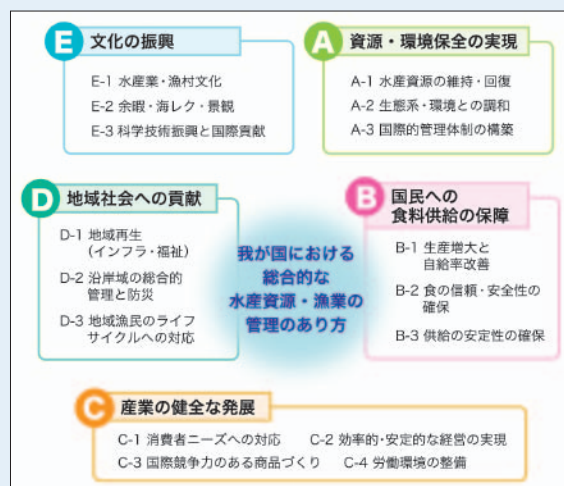 E 文化の振興
E-1 水産業・漁村文化
E-2 余暇・海レク・景観
E-3 科学技術振興と国際貢献
A 資源・環境保全の実現
A-1 水産資源の維持・回復
A-2 生態系・環境との調和
A-3 国際的管理体制の構築
D 地域社会への貢献
D-1 地域再生
(インフラ・福祉)
D-2 沿岸域の総合的
管理と防災
D-3 地域漁民のライフ
サイクルへの対応
我が国における
総合的な
水産資源・漁業の
管理のあり方
B 国民への
食料供給の保障
B-1 生産増大と
自給率改善
B-2 食の信頼・安全性の
確保
B-3 供給の安定性の確保
C 産業の健全な発展
C-1 消費者ニーズへの対応 C-2 効率的・安定的な経営の実現
C-3 国際競争力のある商品づくり C-4 労働環境の整備